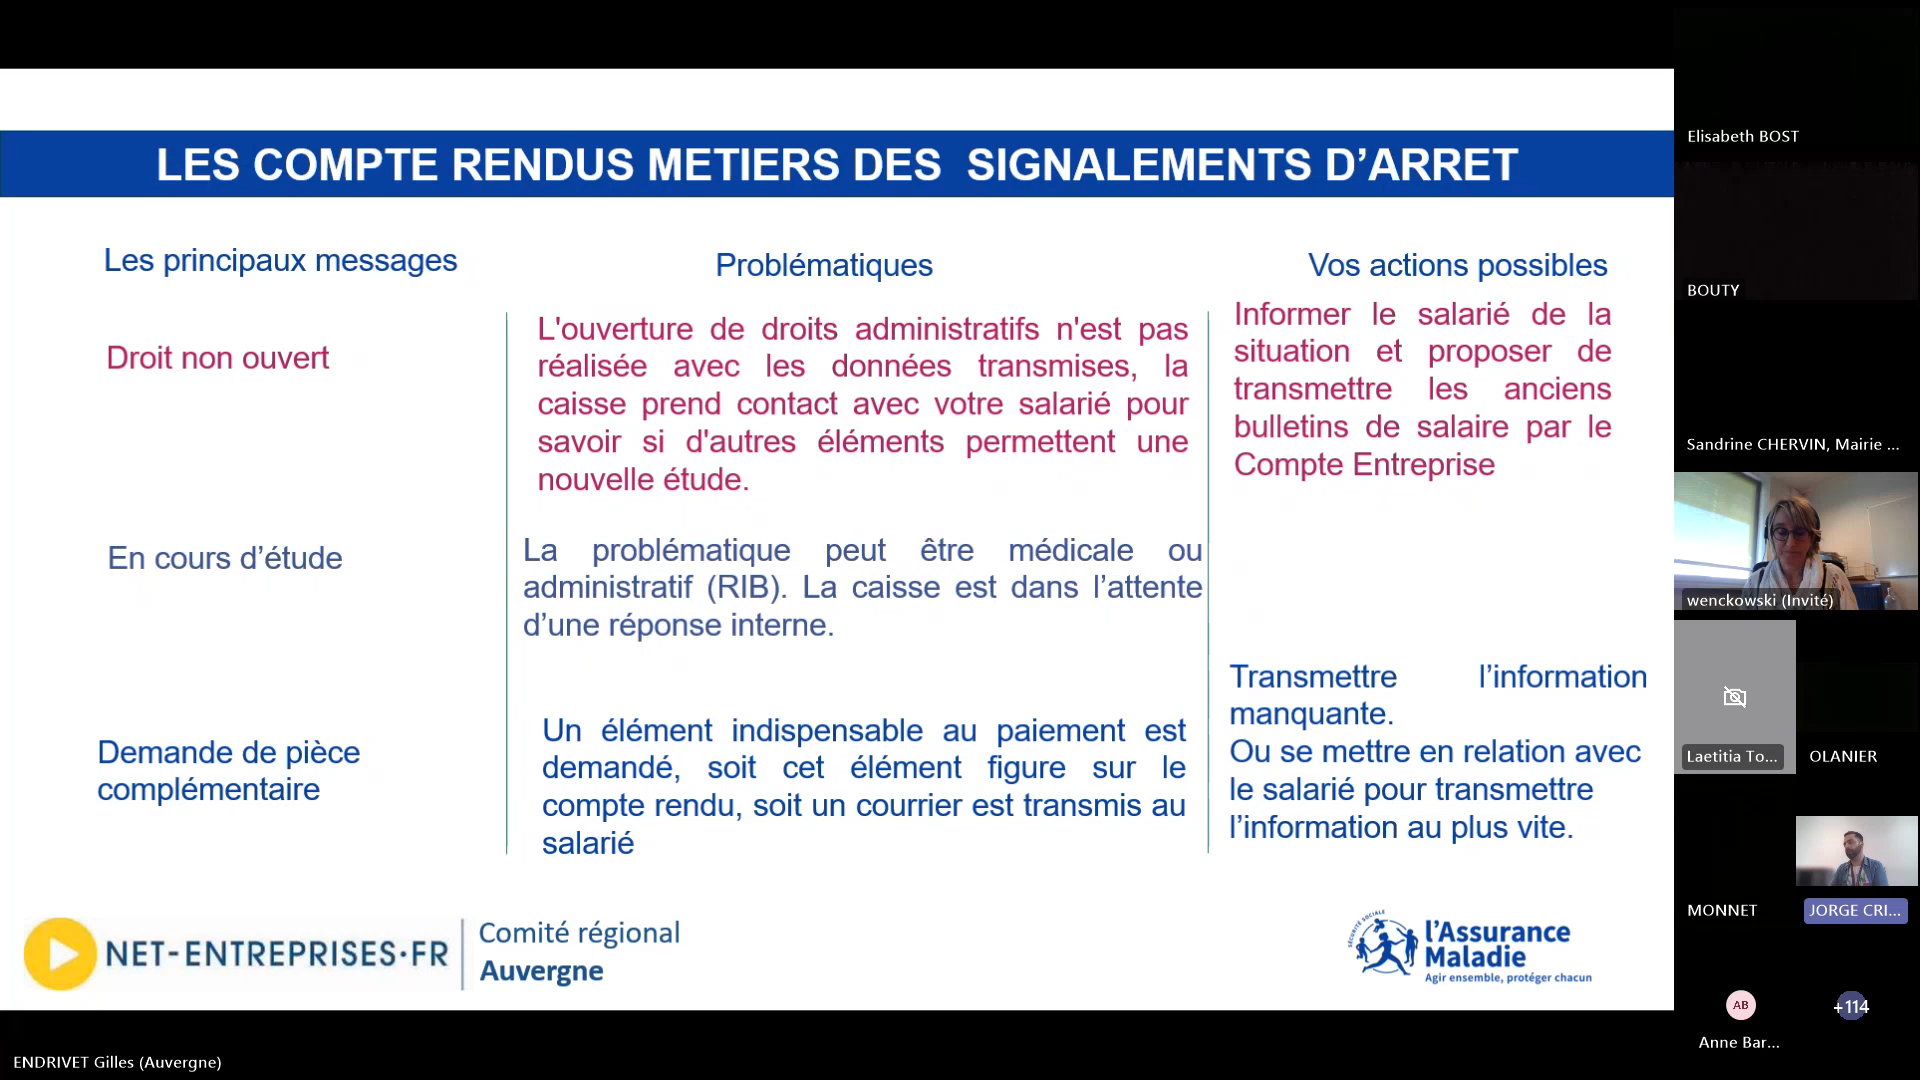 LES COMPTE RENDUS METIERS DES SIGNALEMENTS D’ARRET
Les principaux messages
Problématiques
Vos actions possibles
Droit non ouvert
L'ouverture de droits administratifs n'est pas
réalisée avec les données transmises, la
caisse prend contact avec votre salarié pour
savoir si d'autres éléments permettent une
nouvelle étude.
Informer le salarié de la
situation et proposer de
transmettre les anciens
bulletins de salaire par le
Compte Entreprise
En cours d’étude
La problématique peut être médicale ou
administratif (RIB). La caisse est dans l’attente
d’une réponse interne.
Demande de pièce
complémentaire
Un élément indispensable au paiement est
demandé, soit cet élément figure sur le
compte rendu, soit un courrier est transmis au
salarié
Transmettre l’information
manquante.
Ou se mettre en relation avec
le salarié pour transmettre
l’information au plus vite.
NET-ENTREPRISES·FR
Comité régional
Auvergne
SÉCURITÉ SOCIALE
l’Assurance
Maladie
Agir ensemble, protéger chacun
ENDRIVET Gilles (Auvergne)
Elisabeth BOST
BOUTY
Sandrine CHERVIN, Mairie ...
wenckowski (Invité)
Laetitia To...
OLANIER
MONNET
JORGE CRI...
AB
+114
Anne Bar...